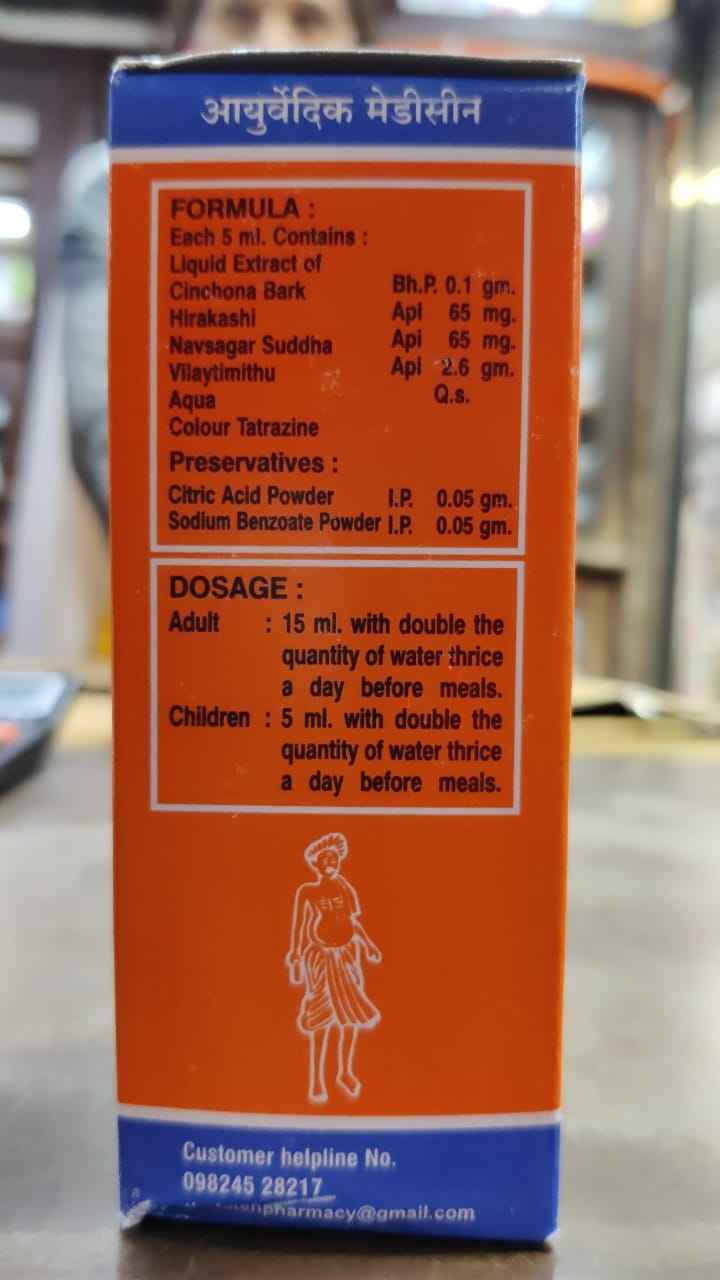 आयुर्वेदिक मेडीसीन
FORMULA :
Each 5 ml. Contains :
Liquid Extract of
Cinchona Bark Bh.P. 0.1 gm.
Hirakashi Apl 65 mg.
Navsagar Suddha Api 65 mg.
Vilaytimithu Apl 2.6 gm.
Aqua Q.s.
Colour Tatrazine
Preservatives :
Citric Acid Powder I.P. 0.05 gm.
Sodium Benzoate Powder I.P. 0.05 gm.
DOSAGE :
Adult : 15 ml. with double the
quantity of water thrice
a day before meals.
Children : 5 ml. with double the
quantity of water thrice
a day before meals.
Customer helpline No.
098245 28217